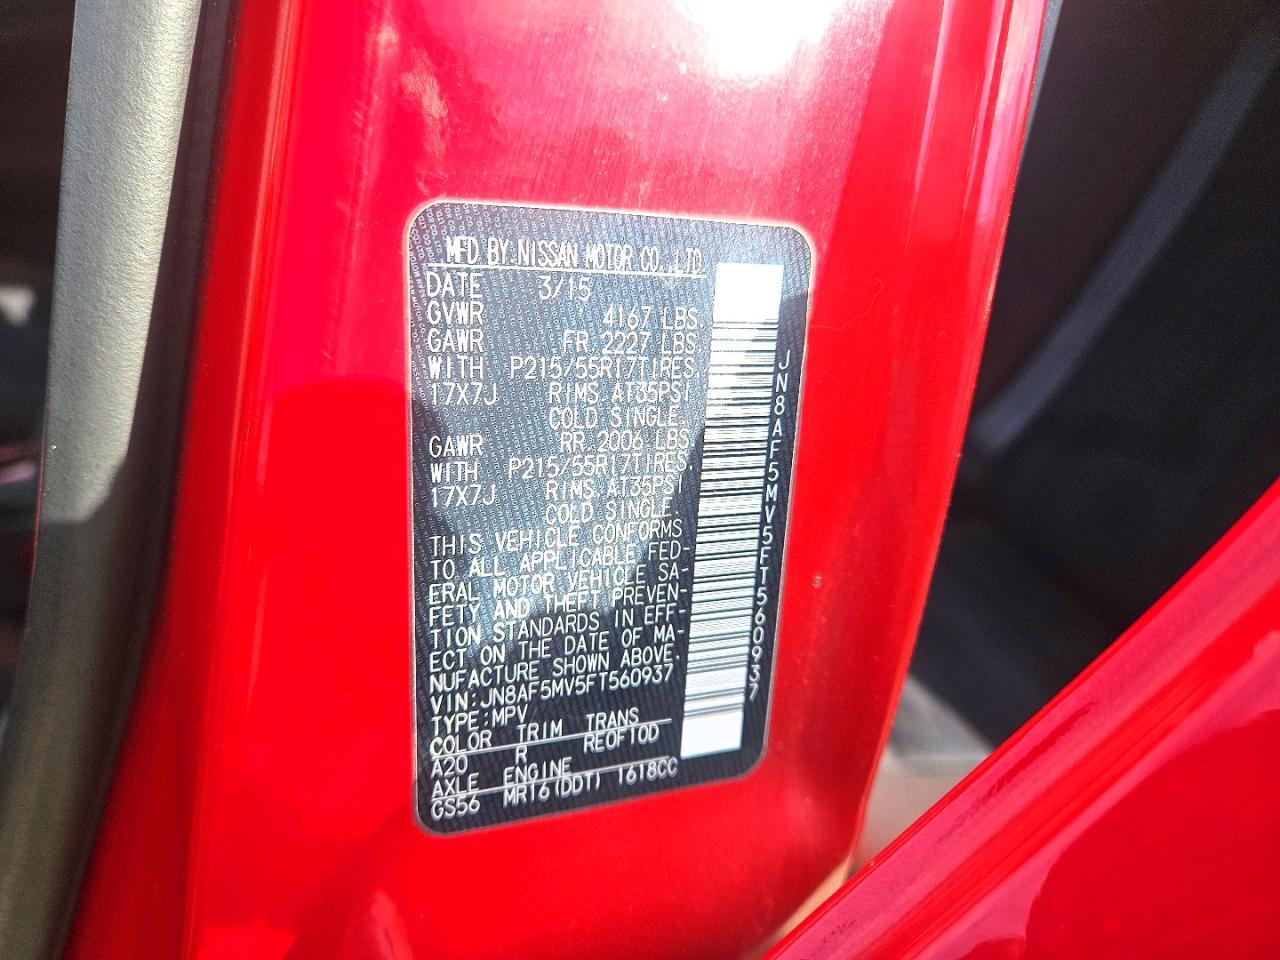 MFD BY NISSAN MOTOR CO., LTD.
DATE 3/15
GVWR 4167 LBS.
GAWR FR 2227 LBS.
WITH P215/55R17TIRES,
17X7J RIMS, AT35PSI
COLD SINGLE.
GAWR RR 2006 LBS.
WITH P215/55R17TIRES,
17X7J RIMS, AT35PSI
COLD SINGLE.
THIS VEHICLE CONFORMS
TO ALL APPLICABLE FED-
ERAL MOTOR VEHICLE SA-
FETY AND THEFT PREVEN-
TION STANDARDS IN EFF-
ECT ON THE DATE OF MA-
NUFACTURE SHOWN ABOVE.
VIN:JN8AF5MV5FT560937
TYPE:MPV
COLOR TRIM TRANS
A20 R RE0F10D
AXLE ENGINE
GS56 MR16(DDT) 1618CC
JN8AF5MV5FT560937